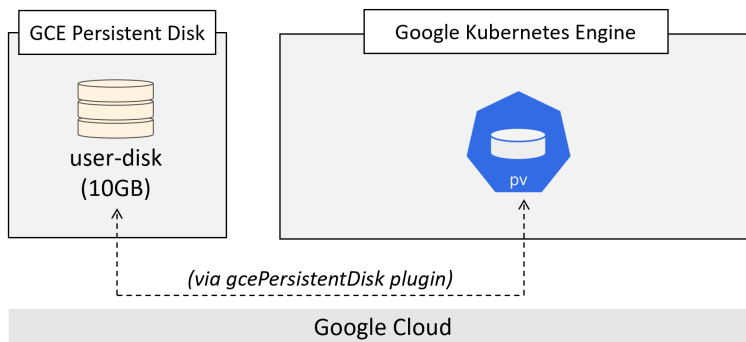 GCE Persistent Disk
Google Kubernetes Engine
user-disk
(10GB)
pv
(via gcePersistentDisk plugin)
Google Cloud